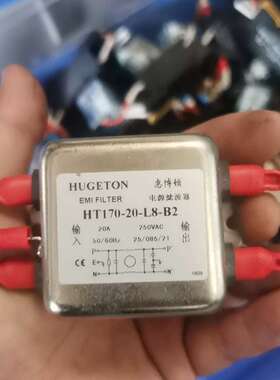 HUGETON 惠博顿
EMI FILTER 电源滤波器
HT170-20-L8-B2
输入 20A 250VAC 输出
50/60Hz 25/085/21
P P'
E
N N'
CE